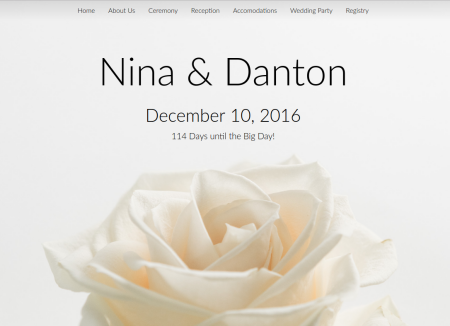 Home About Us Ceremony Reception Accomodations Wedding Party Registry
Nina & Danton
December 10, 2016
114 Days until the Big Day!